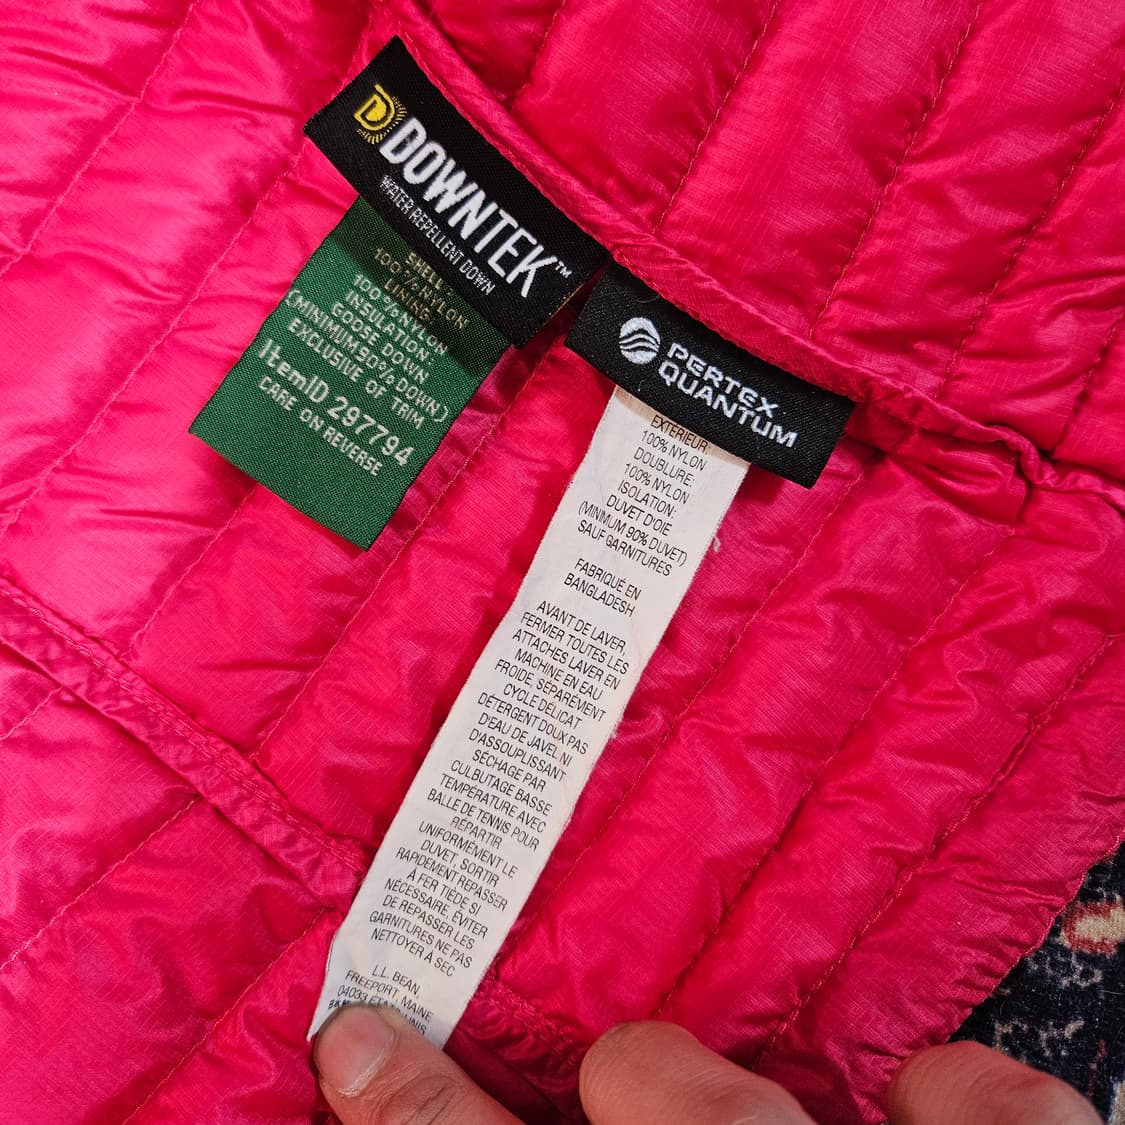 D DOWNTEK™
WATER REPELLENT DOWN
SHELL:
100% NYLON
LINING:
100% NYLON
INSULATION:
GOOSE DOWN
(MINIMUM 90% DOWN)
EXCLUSIVE OF TRIM
ItemID 297794
CARE ON REVERSE
PERTEX
QUANTUM
EXTÉRIEUR:
100% NYLON
DOUBLURE:
100% NYLON
ISOLATION:
DUVET D'OIE
(MINIMUM 90% DUVET)
SAUF GARNITURES
FABRIQUÉ EN
BANGLADESH
AVANT DE LAVER,
FERMER TOUTES LES
ATTACHES LAVER EN
MACHINE EN EAU
FROIDE, SÉPARÉMENT
CYCLE DÉLICAT
DÉTERGENT DOUX PAS
D'EAU DE JAVEL NI
D'ASSOUPLISSANT
SÉCHAGE PAR
CULBUTAGE BASSE
TEMPÉRATURE AVEC
BALLE DE TENNIS POUR
RÉPARTIR
UNIFORMÉMENT LE
DUVET, SORTIR
RAPIDEMENT REPASSER
À FER TIÈDE SI
NÉCESSAIRE, ÉVITER
DE REPASSER LES
GARNITURES NE PAS
NETTOYER À SEC
L.L. BEAN,
FREEPORT, MAINE
04033 ÉTATS-UNIS